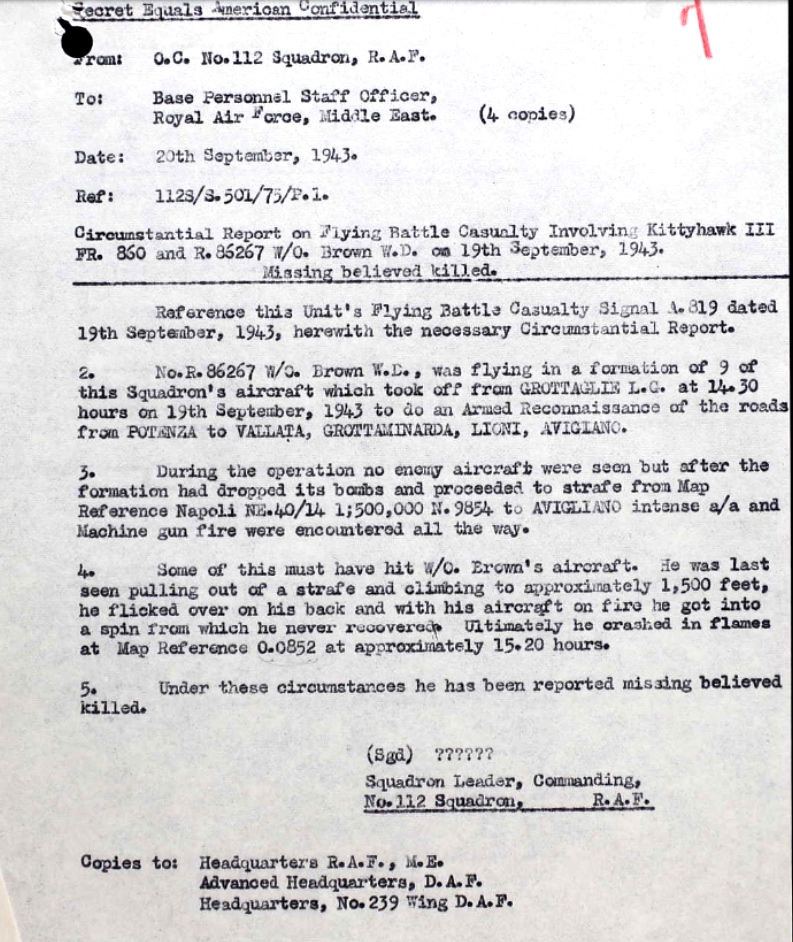 Secret Equals American Confidential
From: O.C. No.112 Squadron, R.A.F.
To: Base Personnel Staff Officer,
Royal Air Force, Middle East. (4 copies)
Date: 20th September, 1943.
Ref: 112S/S.501/75/P.1.
Circumstantial Report on Flying Battle Casualty Involving Kittyhawk III
FR. 860 and R.86267 W/O. Brown W.D. on 19th September, 1943.
Missing believed killed.
Reference this Unit's Flying Battle Casualty Signal A.819 dated
19th September, 1943, herewith the necessary Circumstantial Report.
2. No.R.86267 W/O. Brown W.D., was flying in a formation of 9 of
this Squadron's aircraft which took off from GROTTAGLIE L.G. at 14.30
hours on 19th September, 1943 to do an Armed Reconnaissance of the roads
from POTENZA to VALLATA, GROTTAMINARDA, LIONI, AVIGIANO.
3. During the operation no enemy aircraft were seen but after the
formation had dropped its bombs and proceeded to strafe from Map
Reference Napoli NE.40/14 1;500,000 N.9854 to AVIGLIANO intense a/a and
Machine gun fire were encountered all the way.
4. Some of this must have hit W/O. Brown's aircraft. He was last
seen pulling out of a strafe and climbing to approximately 1,500 feet,
he flicked over on his back and with his aircraft on fire he got into
a spin from which he never recovered. Ultimately he crashed in flames
at Map Reference 0.0852 at approximately 15.20 hours.
5. Under these circumstances he has been reported missing believed
killed.
(Sgd) ??????
Squadron Leader, Commanding,
No.112 Squadron, R.A.F.
Copies to: Headquarters R.A.F., M.E.
Advanced Headquarters, D.A.F.
Headquarters, No.239 Wing D.A.F.